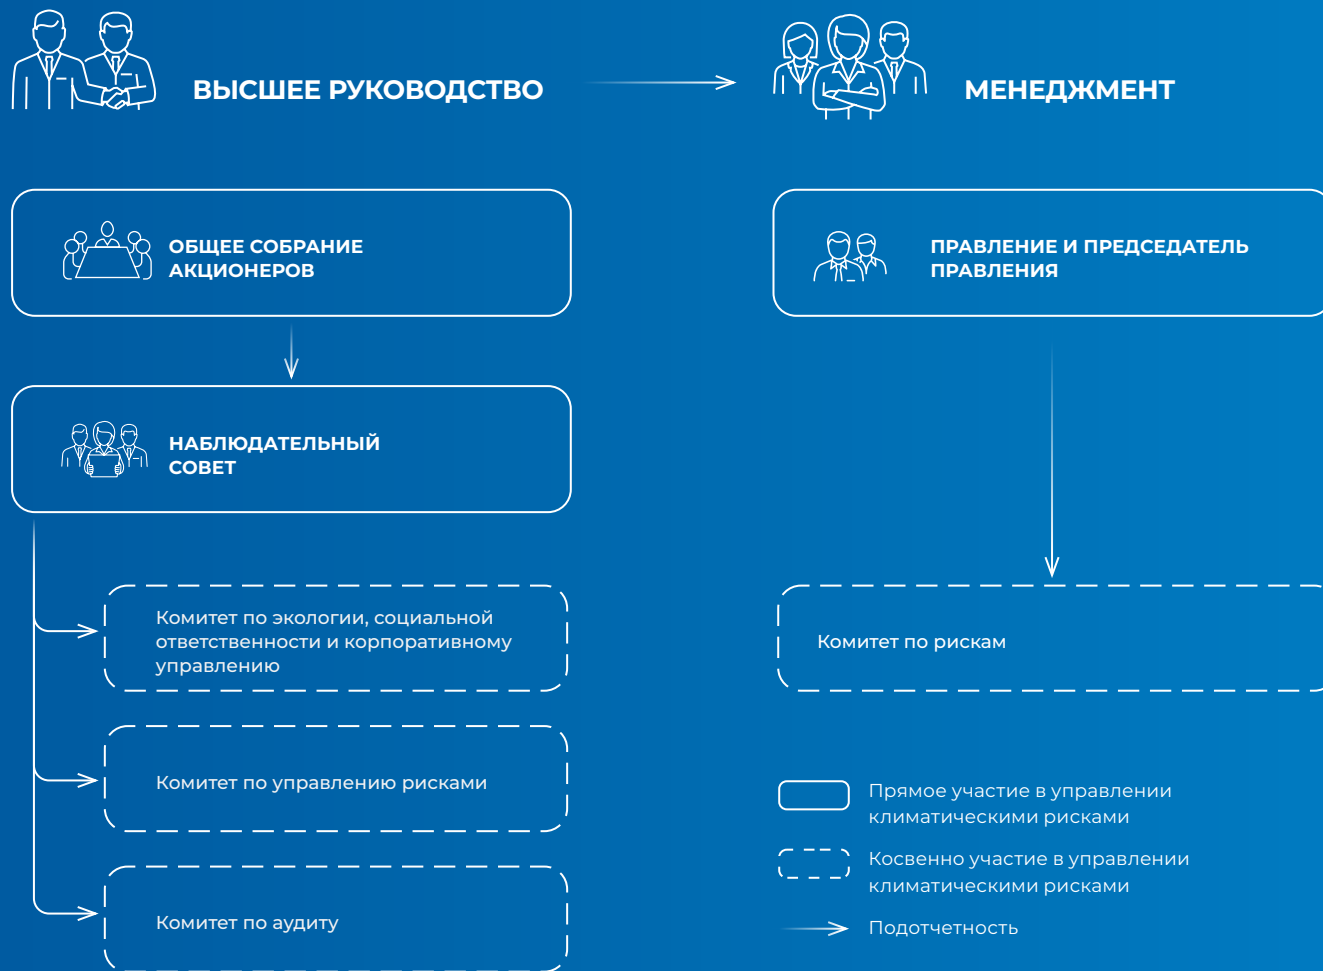 ВЫСШЕЕ РУКОВОДСТВО
МЕНЕДЖМЕНТ
ОБЩЕЕ СОБРАНИЕ
АКЦИОНЕРОВ
ПРАВЛЕНИЕ И ПРЕДСЕДАТЕЛЬ
ПРАВЛЕНИЯ
НАБЛЮДАТЕЛЬНЫЙ
СОВЕТ
Комитет по экологии, социальной
ответственности и корпоративному
управлению
Комитет по рискам
Комитет по управлению рисками
Комитет по аудиту
Прямое участие в управлении
климатическими рисками
Косвенно участие в управлении
климатическими рисками
Подотчетность